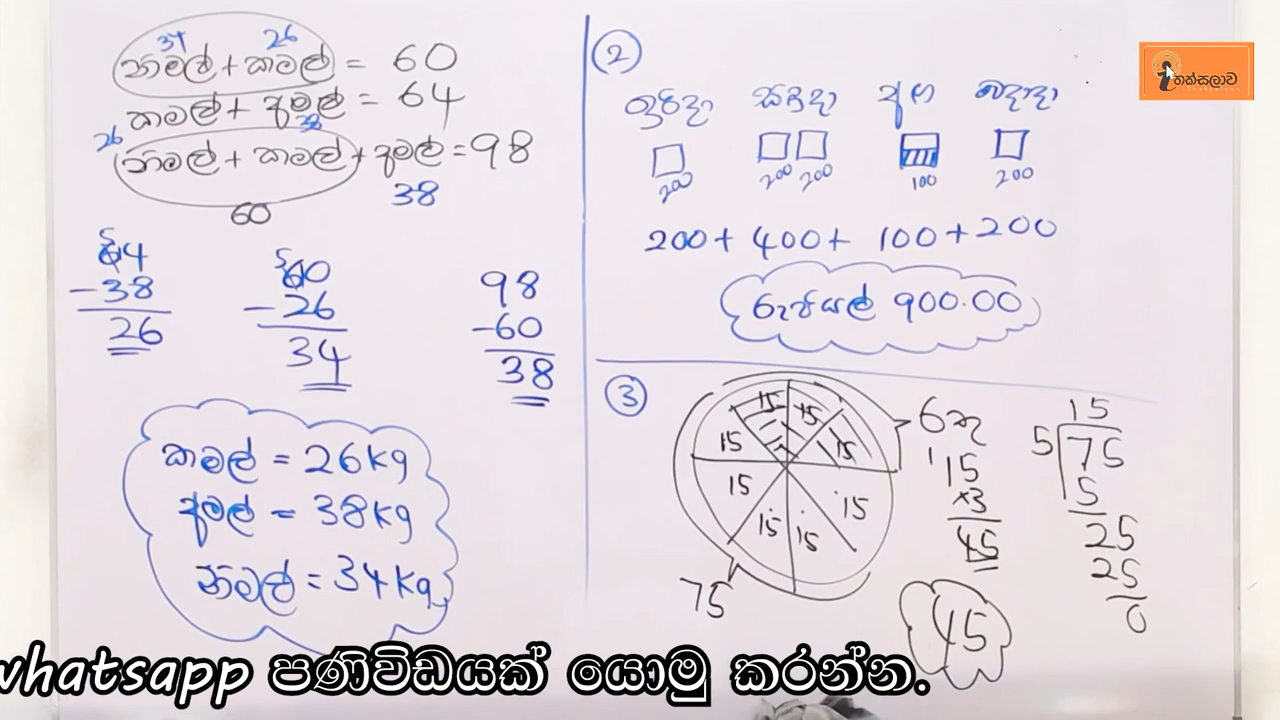 34 26
නිමල් + කමල් = 60
කමල් + අමල් = 64
26 38
නිමල් + කමල් + අමල් = 98
60 38
64
-38
26
60
-26
34
98
-60
38
කමල් = 26kg
අමල් = 38kg
නිමල් = 34kg
2
ඉරිදා සඳුදා අඟ බදාදා
200 200 200 100 200
200 + 400 + 100 + 200
රුපියල් 900.00
3
15 15 15
15 15
15 15 15
75
1
15
×3
45
45
15
5 75
5
25
25
0
තක්සලාව
whatsapp පණිවිඩයක් යොමු කරන්න.